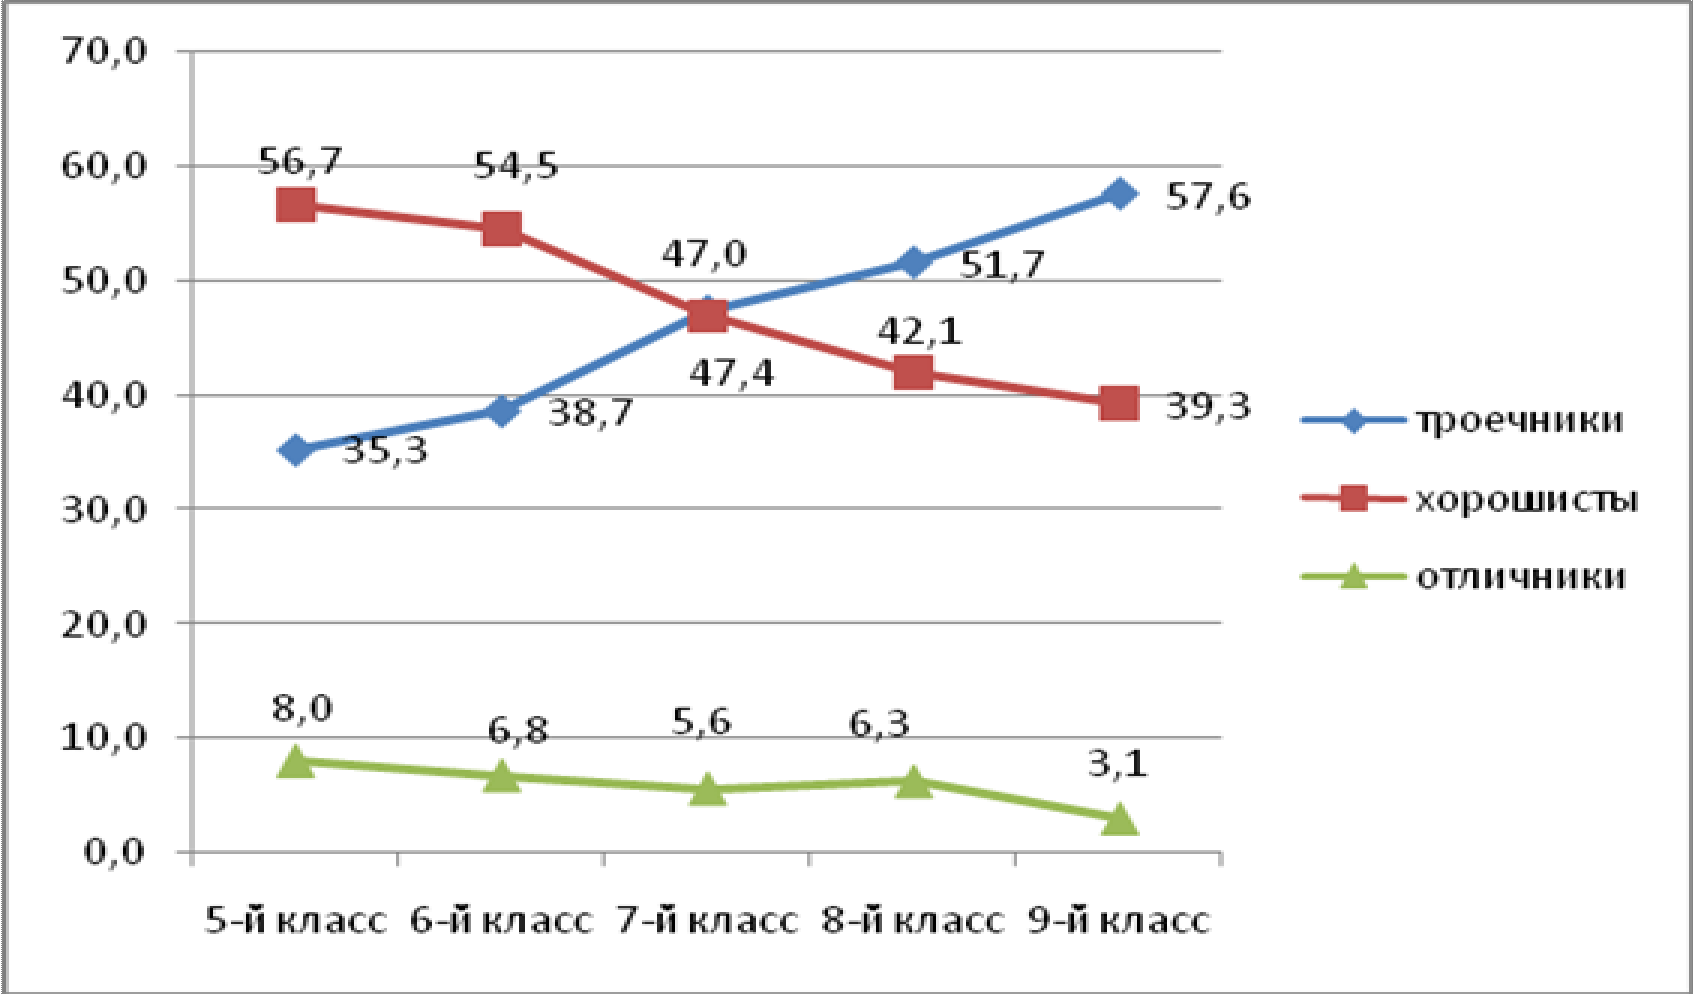 70,0
60,0
50,0
40,0
30,0
20,0
10,0
0,0
56,7
54,5
47,0
42,1
39,3
35,3
38,7
47,4
51,7
57,6
8,0
6,8
5,6
6,3
3,1
5-й класс
6-й класс
7-й класс
8-й класс
9-й класс
троечники
хорошисты
отличники